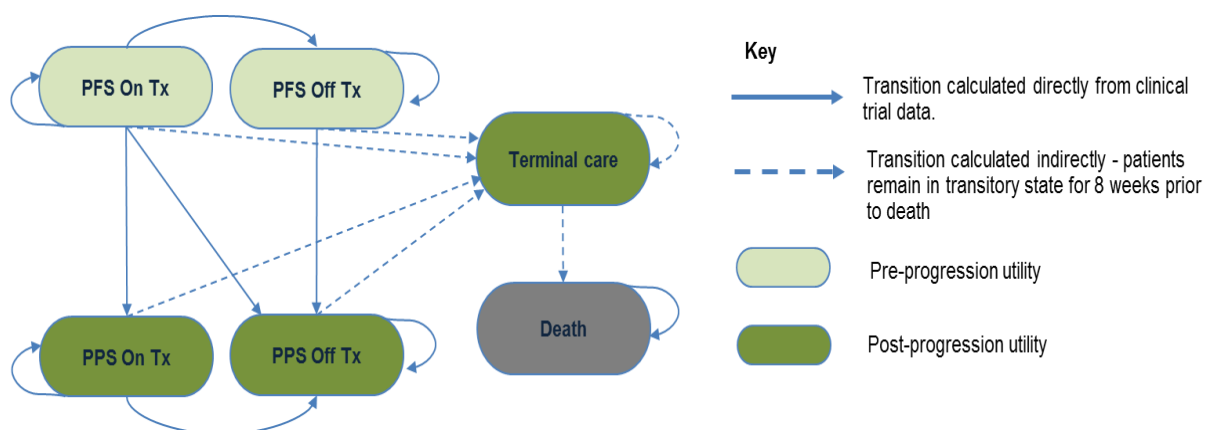 PFS On Tx
PFS Off Tx
Terminal care
PPS On Tx
PPS Off Tx
Death
Key
Transition calculated directly from clinical
trial data.
Transition calculated indirectly - patients
remain in transitory state for 8 weeks prior
to death
Pre-progression utility
Post-progression utility